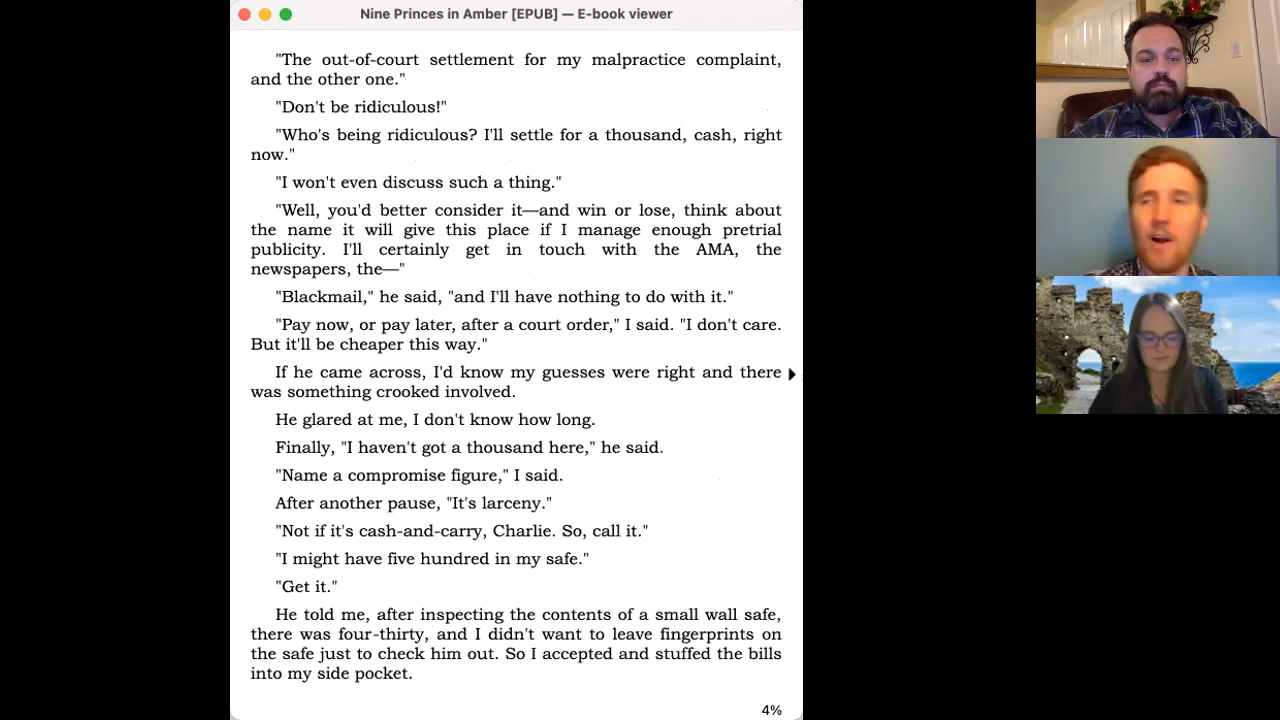 Nine Princes in Amber [EPUB] — E-book viewer
"The out-of-court settlement for my malpractice complaint,
and the other one."
"Don't be ridiculous!"
"Who's being ridiculous? I'll settle for a thousand, cash, right
now."
"I won't even discuss such a thing."
"Well, you'd better consider it—and win or lose, think about
the name it will give this place if I manage enough pretrial
publicity. I'll certainly get in touch with the AMA, the
newspapers, the—"
"Blackmail," he said, "and I'll have nothing to do with it."
"Pay now, or pay later, after a court order," I said. "I don't care.
But it'll be cheaper this way."
If he came across, I'd know my guesses were right and there
was something crooked involved.
He glared at me, I don't know how long.
Finally, "I haven't got a thousand here," he said.
"Name a compromise figure," I said.
After another pause, "It's larceny."
"Not if it's cash-and-carry, Charlie. So, call it."
"I might have five hundred in my safe."
"Get it."
He told me, after inspecting the contents of a small wall safe,
there was four-thirty, and I didn't want to leave fingerprints on
the safe just to check him out. So I accepted and stuffed the bills
into my side pocket.
4%